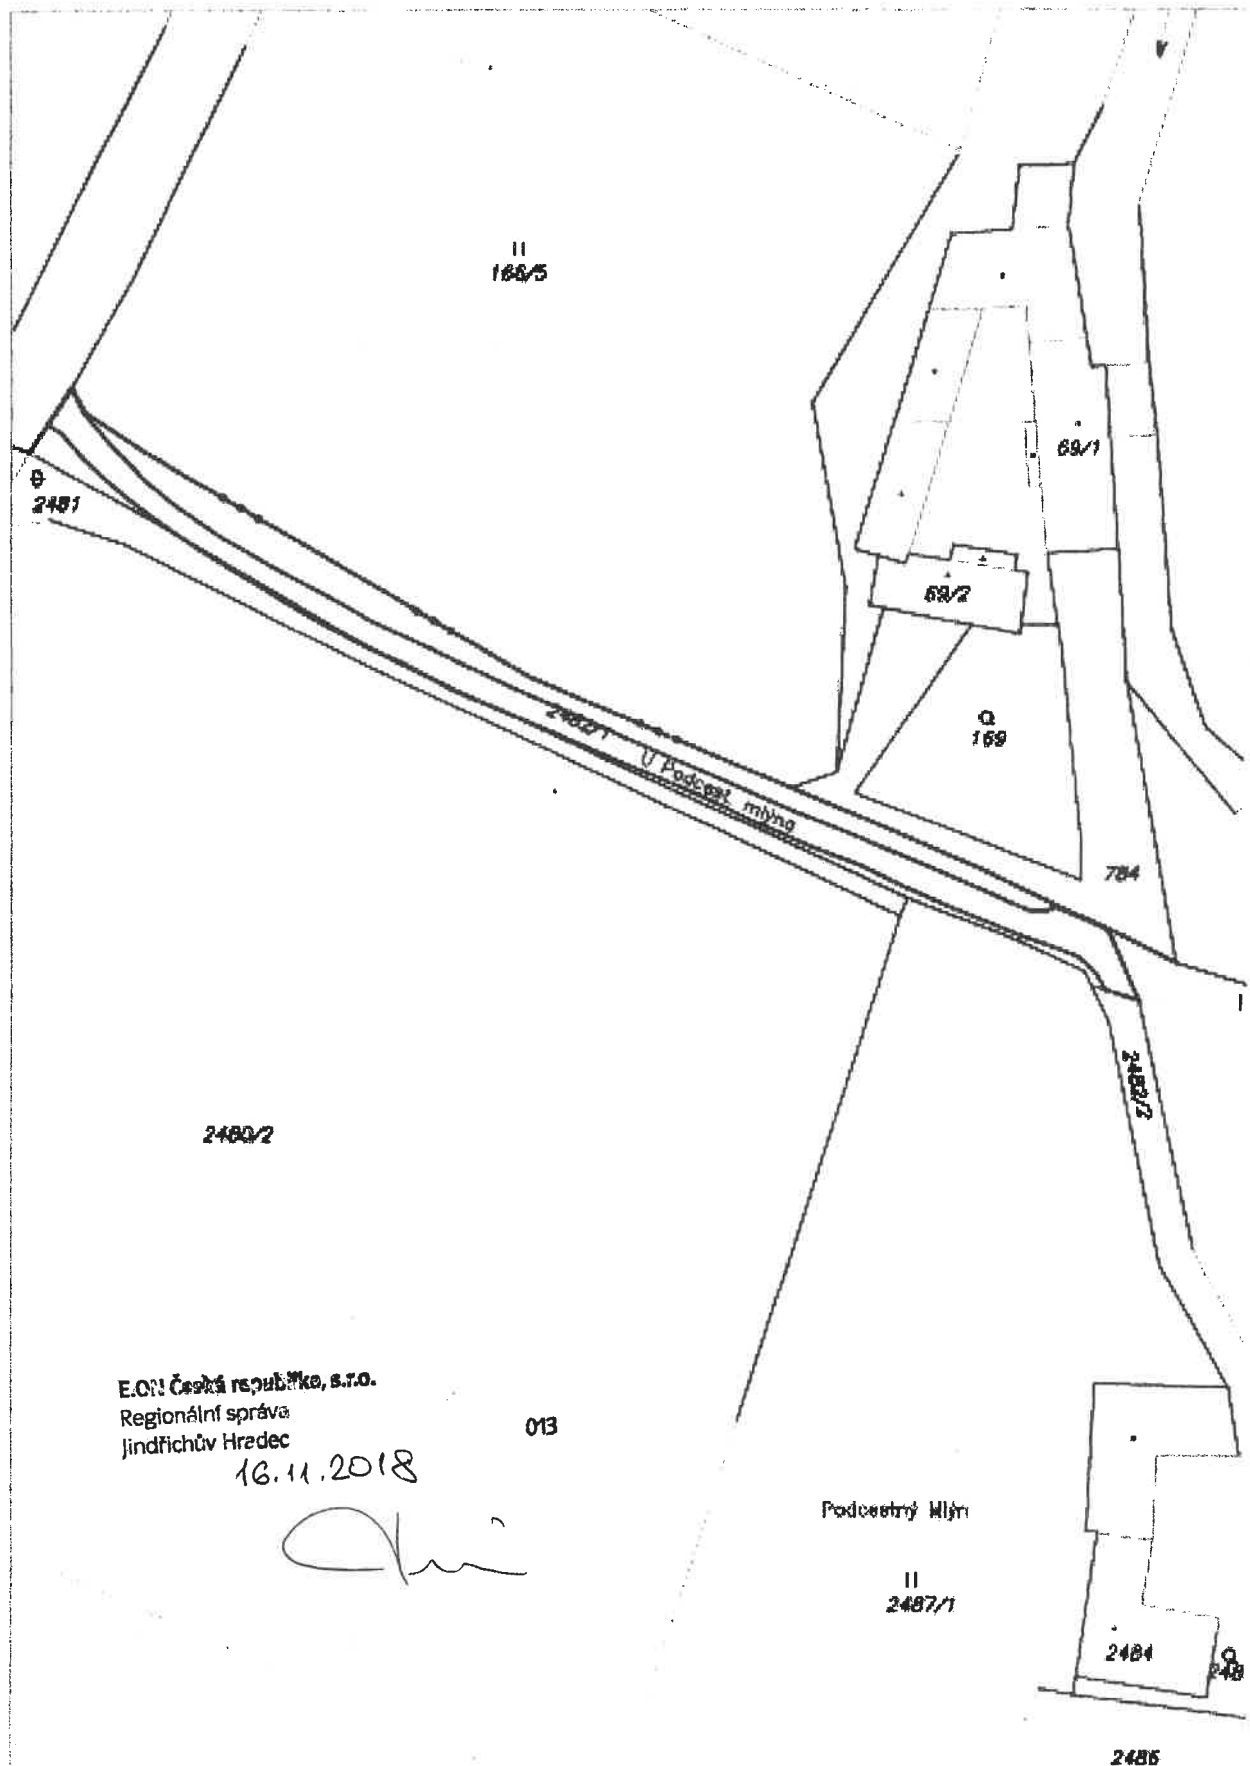 II
166/5
69/1
2481
69/2
2482/1
U Podcest. mlýna
Q
169
784
2482/2
2480/2
E.ON Česká republika, s.r.o.
Regionální správa
Jindřichův Hradec
013
16.11.2018
Podcestný Mlýn
II
2487/1
2484
Q
248
2486